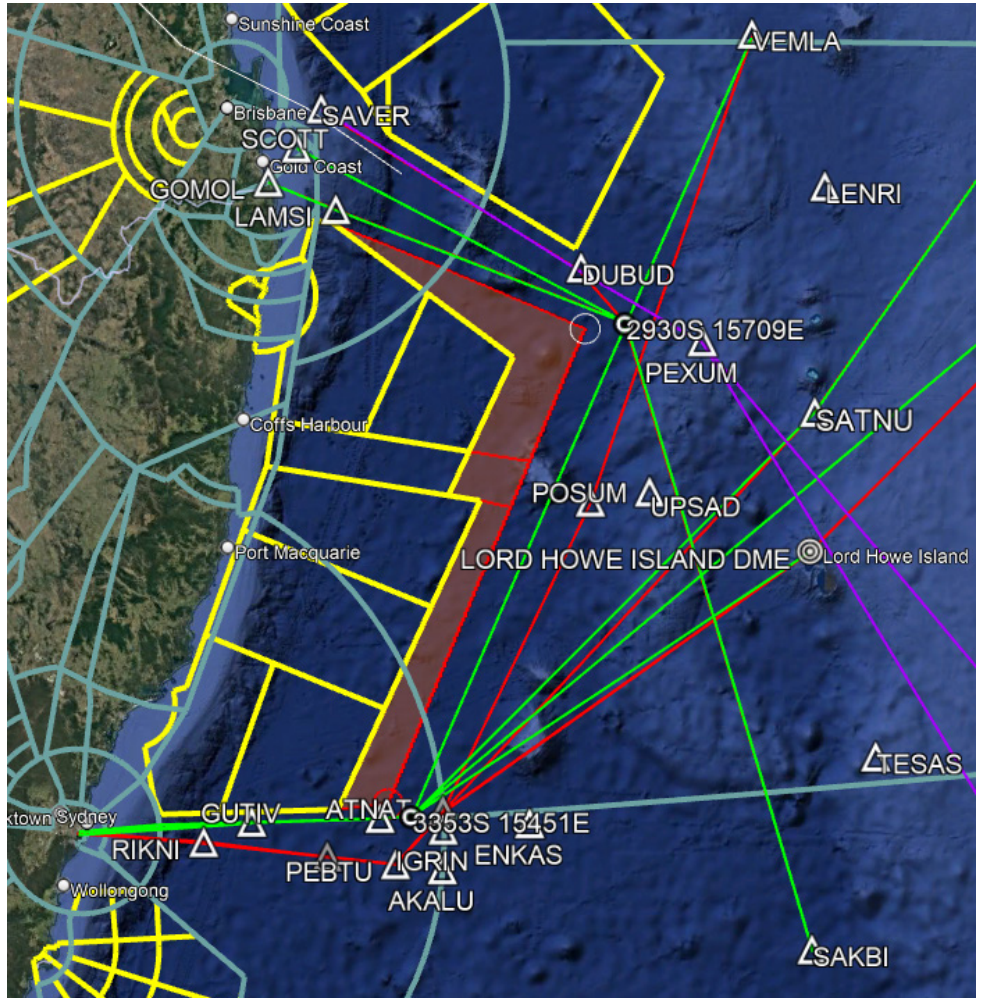 Sunshine Coast
VEMLA
Brisbane
SAVER
SCOTT
Gold Coast
GOMOL
LENRI
LAMSI
DUBUD
2930S 15709E
PEXUM
SATNU
Coffs Harbour
POSUM
UPSAD
Port Macquarie
LORD HOWE ISLAND DME
Lord Howe Island
TESAS
ktown
Sydney
GUTIV
ATNAT
3353S 15451E
RIKNI
PEBTU
IGRIN
ENKAS
Wollongong
AKALU
SAKBI